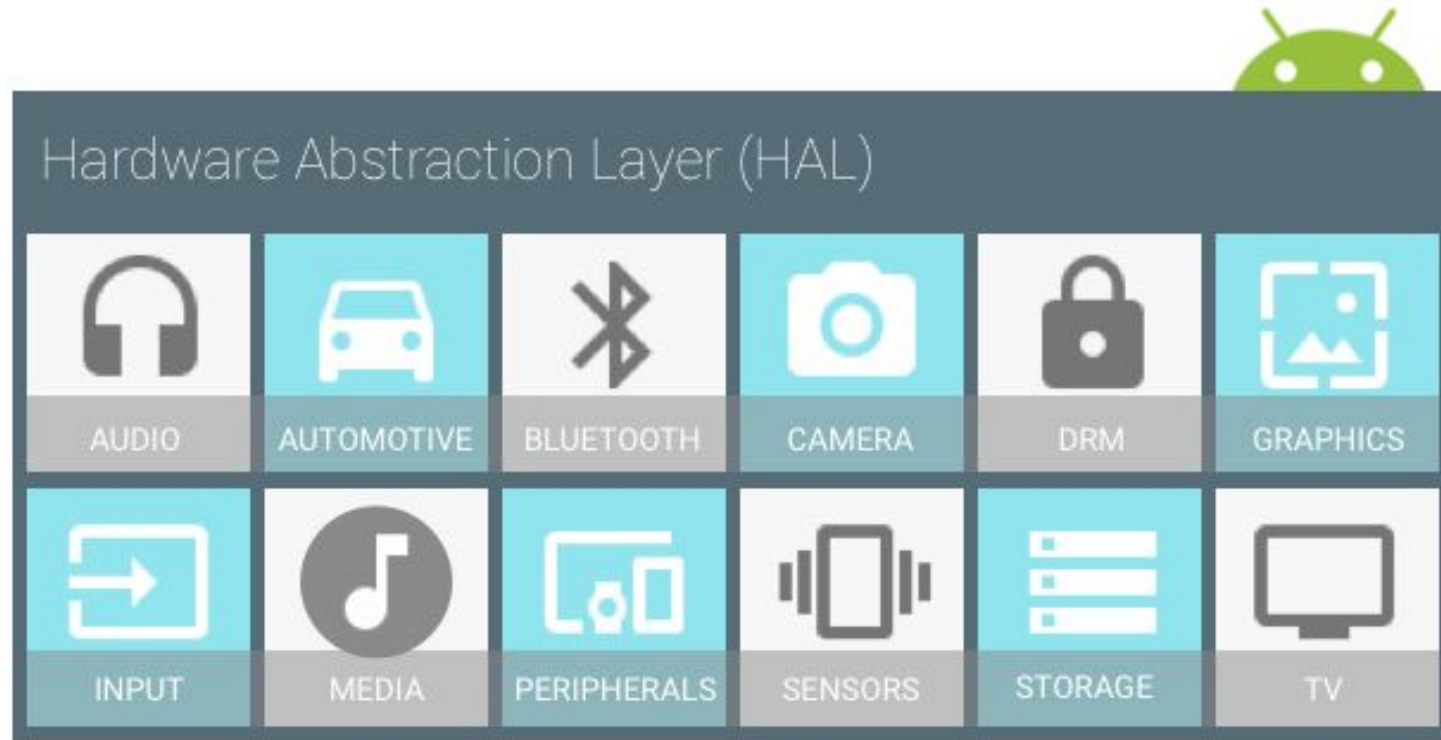 Hardware Abstraction Layer (HAL)
AUDIO
AUTOMOTIVE
BLUETOOTH
CAMERA
DRM
GRAPHICS
INPUT
MEDIA
PERIPHERALS
SENSORS
STORAGE
TV